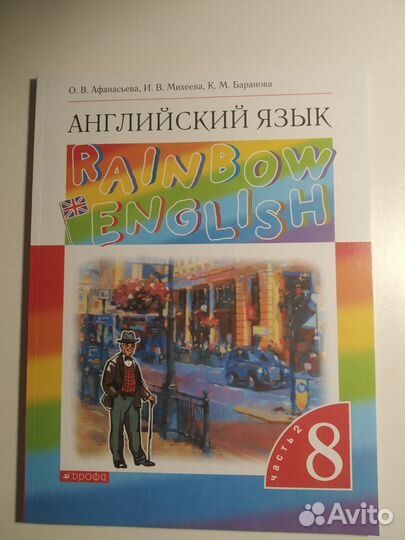 О. В. Афанасьева, И. В. Михеева, К. М. Баранова
АНГЛИЙСКИЙ ЯЗЫК
RAINBOW
ENGLISH
часть 2
8
дрофа
Avito